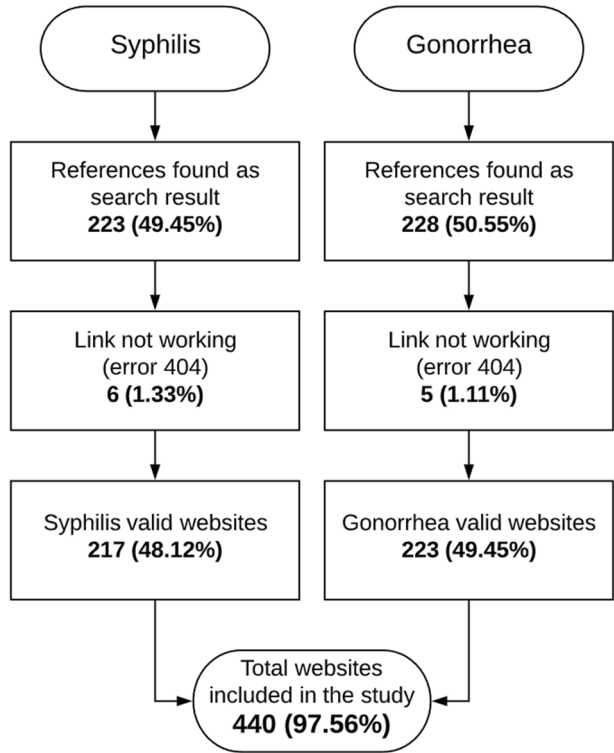 Syphilis
References found as
search result
223 (49.45%)
Link not working
(error 404)
6 (1.33%)
Syphilis valid websites
217 (48.12%)
Gonorrhea
References found as
search result
228 (50.55%)
Link not working
(error 404)
5 (1.11%)
Gonorrhea valid websites
223 (49.45%)
Total websites
included in the study
440 (97.56%)